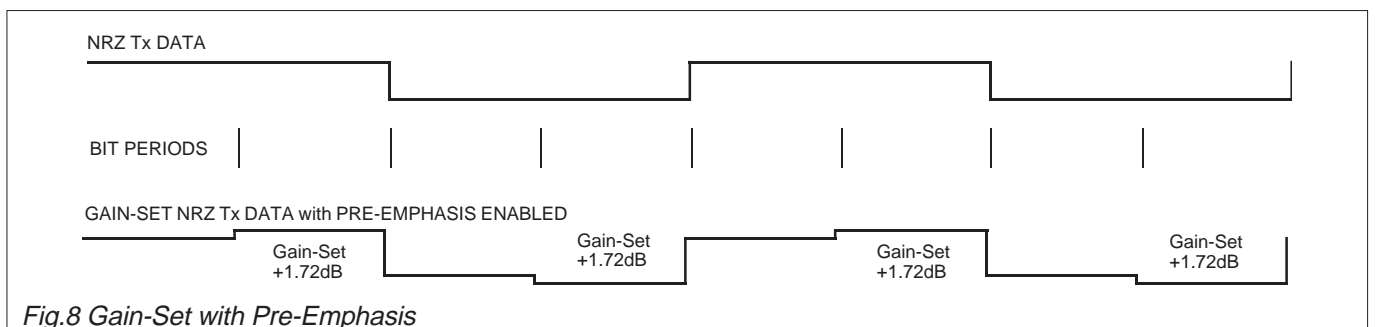 NRZ Tx DATA
BIT PERIODS
GAIN-SET NRZ Tx DATA with PRE-EMPHASIS ENABLED
Gain-Set
+1.72dB
Gain-Set
+1.72dB
Gain-Set
+1.72dB
Gain-Set
+1.72dB
Fig.8 Gain-Set with Pre-Emphasis